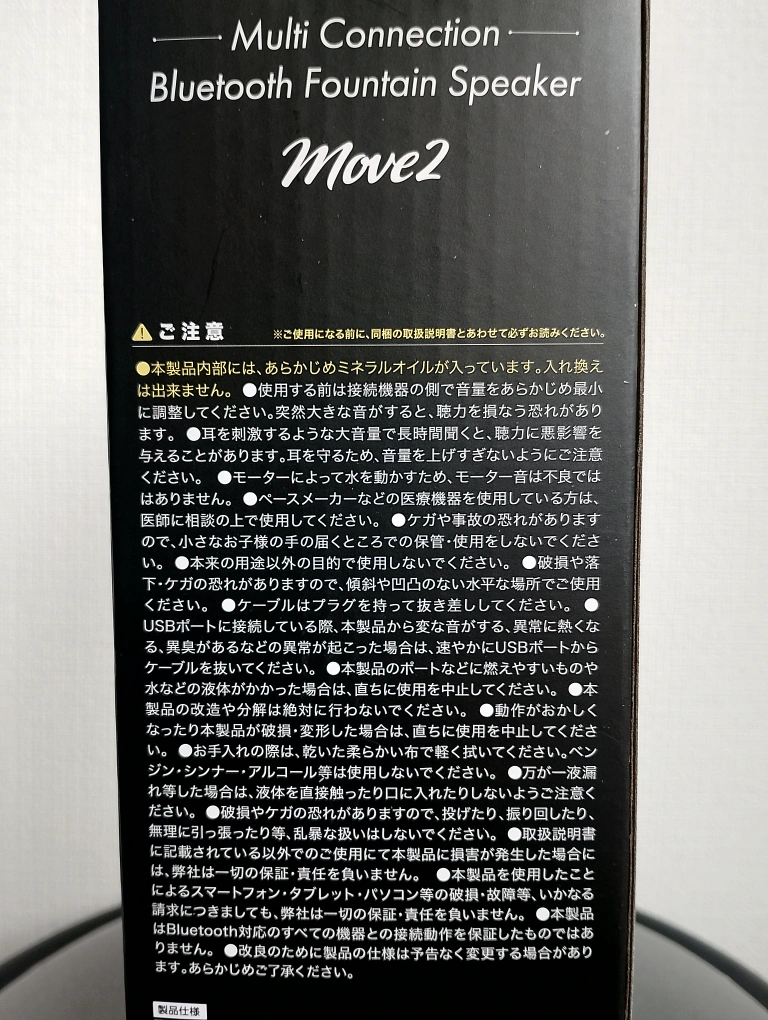 Multi Connection
Bluetooth Fountain Speaker
Move2
ご注意 ※ご使用になる前に、同梱の取扱説明書とあわせて必ずお読みください。
●本製品内部には、あらかじめミネラルオイルが入っています。入れ換え
は出来ません。 ●使用する前は接続機器の側で音量をあらかじめ最小
に調整してください。突然大きな音がすると、聴力を損なう恐れがあり
ます。 ●耳を刺激するような大音量で長時間聞くと、聴力に悪影響を
与えることがあります。耳を守るため、音量を上げすぎないようにご注意
ください。 ●モーターによって水を動かすため、モーター音は不良では
はありません。 ●ペースメーカーなどの医療機器を使用している方は、
医師に相談の上で使用してください。 ●ケガや事故の恐れがあります
ので、小さなお子様の手の届くところでの保管・使用をしないでくださ
い。 ●本来の用途以外の目的で使用しないでください。 ●破損や落
下・ケガの恐れがありますので、傾斜や凹凸のない水平な場所でご使用
ください。 ●ケーブルはプラグを持って抜き差ししてください。 ●
USBポートに接続している際、本製品から変な音がする、異常に熱くな
る、異臭があるなどの異常が起こった場合は、速やかにUSBポートから
ケーブルを抜いてください。 ●本製品のポートなどに燃えやすいものや
水などの液体がかかった場合は、直ちに使用を中止してください。 ●本
製品の改造や分解は絶対に行わないでください。 ●動作がおかしく
なったり本製品が破損・変形した場合は、直ちに使用を中止してくださ
い。 ●お手入れの際は、乾いた柔らかい布で軽く拭いてください。ベン
ジン・シンナー・アルコール等は使用しないでください。 ●万が一液漏
れ等した場合は、液体を直接触ったり口に入れたりしないようご注意く
ださい。 ●破損やケガの恐れがありますので、投げたり、振り回したり、
無理に引っ張ったり等、乱暴な扱いはしないでください。 ●取扱説明書
に記載されている以外でのご使用にて本製品に損害が発生した場合に
は、弊社は一切の保証・責任を負いません。 ●本製品を使用したこと
によるスマートフォン・タブレット・パソコン等の破損・故障等、いかなる
請求につきましても、弊社は一切の保証・責任を負いません。 ●本製品
はBluetooth対応のすべての機器との接続動作を保証したものではあ
りません。 ●改良のために製品の仕様は予告なく変更する場合があり
ます。あらかじめご了承ください。
製品仕様